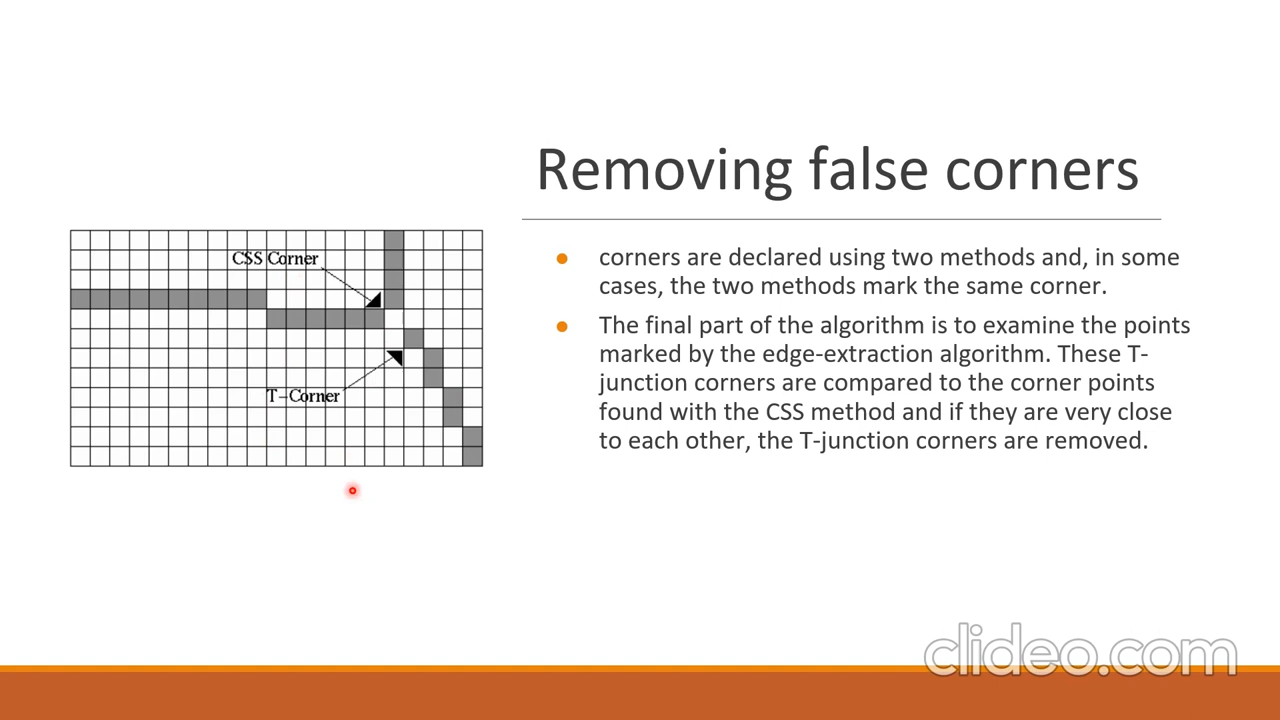 Removing false corners
CSS Corner
T-Corner
corners are declared using two methods and, in some
cases, the two methods mark the same corner.
The final part of the algorithm is to examine the points
marked by the edge-extraction algorithm. These T-
junction corners are compared to the corner points
found with the CSS method and if they are very close
to each other, the T-junction corners are removed.
clideo.com